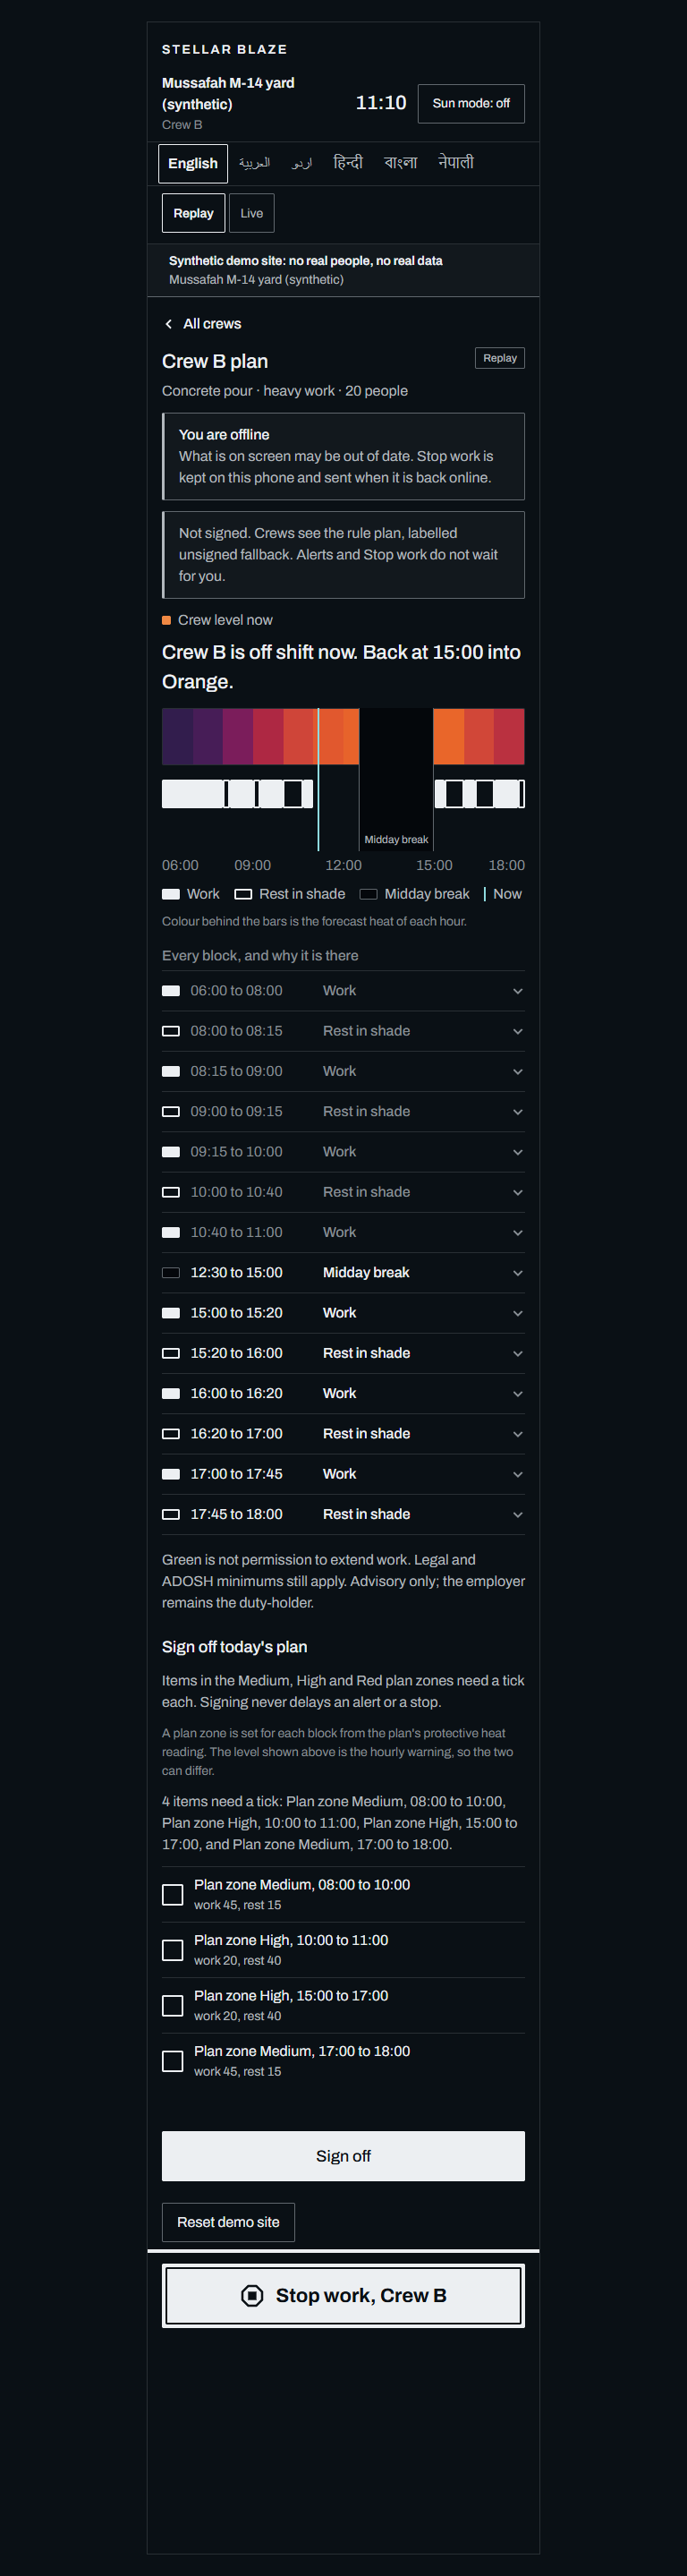 STELLAR BLAZE
Mussafah M-14 yard
(synthetic)
Crew B
11:10
Sun mode: off
English
العربية
اردو
हिन्दी
বাংলা
नेपाली
Replay
Live
Synthetic demo site: no real people, no real data
Mussafah M-14 yard (synthetic)
All crews
Crew B plan
Replay
Concrete pour · heavy work · 20 people
You are offline
What is on screen may be out of date. Stop work is
kept on this phone and sent when it is back online.
Not signed. Crews see the rule plan, labelled
unsigned fallback. Alerts and Stop work do not wait
for you.
Crew level now
Crew B is off shift now. Back at 15:00 into
Orange.
Midday break
06:00 09:00 12:00 15:00 18:00
Work Rest in shade Midday break Now
Colour behind the bars is the forecast heat of each hour.
Every block, and why it is there
06:00 to 08:00 Work
08:00 to 08:15 Rest in shade
08:15 to 09:00 Work
09:00 to 09:15 Rest in shade
09:15 to 10:00 Work
10:00 to 10:40 Rest in shade
10:40 to 11:00 Work
12:30 to 15:00 Midday break
15:00 to 15:20 Work
15:20 to 16:00 Rest in shade
16:00 to 16:20 Work
16:20 to 17:00 Rest in shade
17:00 to 17:45 Work
17:45 to 18:00 Rest in shade
Green is not permission to extend work. Legal and
ADOSH minimums still apply. Advisory only; the employer
remains the duty-holder.
Sign off today's plan
Items in the Medium, High and Red plan zones need a tick
each. Signing never delays an alert or a stop.
A plan zone is set for each block from the plan's protective heat
reading. The level shown above is the hourly warning, so the two
can differ.
4 items need a tick: Plan zone Medium, 08:00 to 10:00,
Plan zone High, 10:00 to 11:00, Plan zone High, 15:00 to
17:00, and Plan zone Medium, 17:00 to 18:00.
Plan zone Medium, 08:00 to 10:00
work 45, rest 15
Plan zone High, 10:00 to 11:00
work 20, rest 40
Plan zone High, 15:00 to 17:00
work 20, rest 40
Plan zone Medium, 17:00 to 18:00
work 45, rest 15
Sign off
Reset demo site
Stop work, Crew B